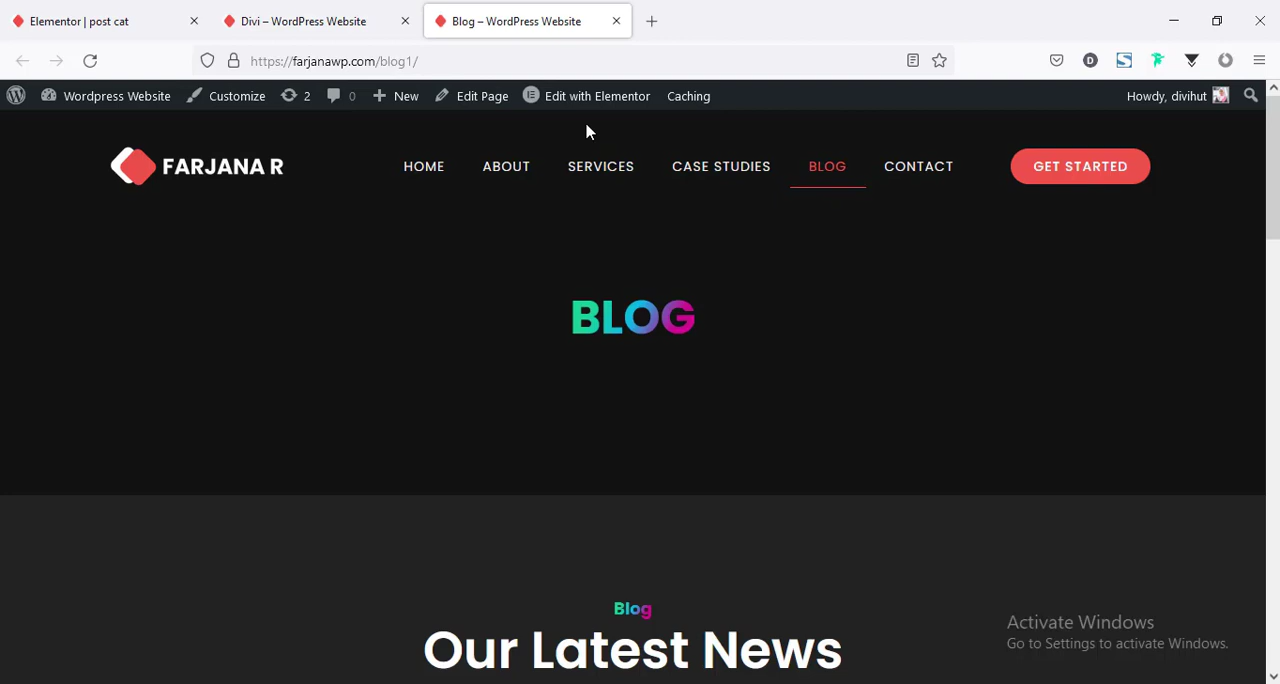 Elementor | post cat
Divi – WordPress Website
Blog – WordPress Website
https://farjanawp.com/blog1/
Wordpress Website Customize 2 0 New Edit Page Edit with Elementor Caching Howdy, divihut
FARJANA R HOME ABOUT SERVICES CASE STUDIES BLOG CONTACT GET STARTED
BLOG
Blog
Our Latest News
Activate Windows
Go to Settings to activate Windows.